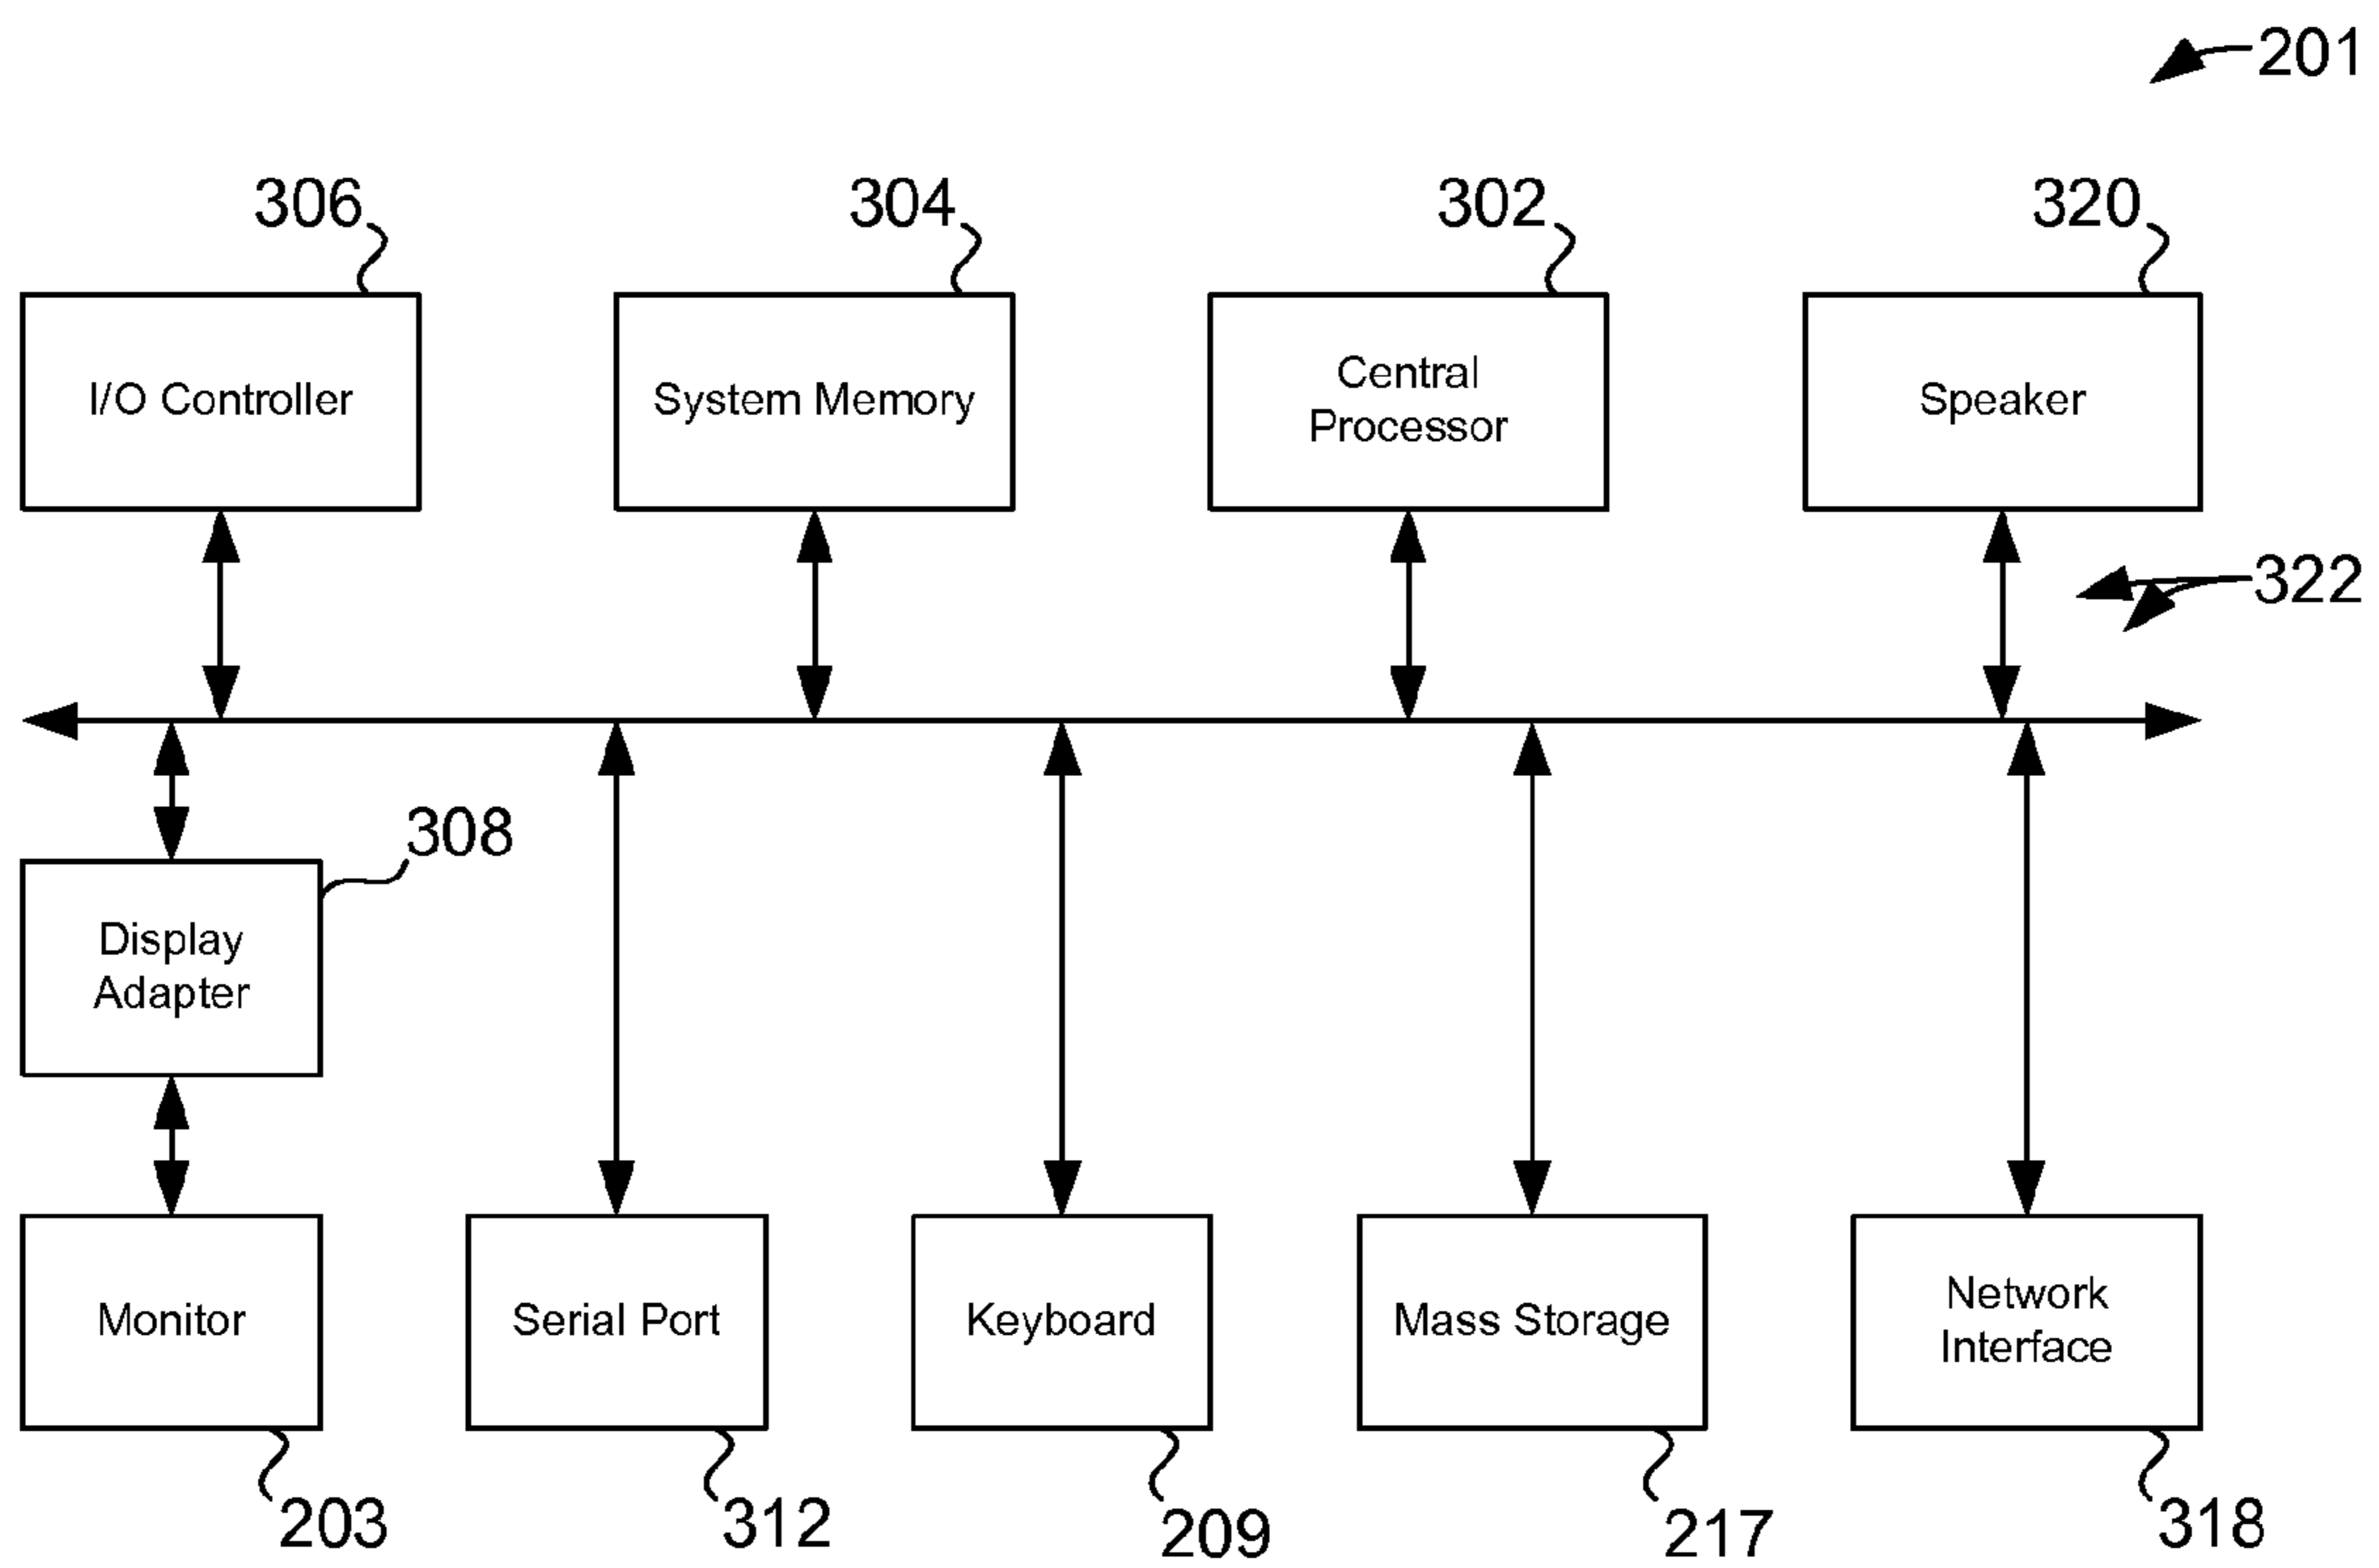 201
306
304
302
320
I/O Controller
System Memory
Central
Processor
Speaker
322
308
Display
Adapter
Monitor
Serial Port
Keyboard
Mass Storage
Network
Interface
203
312
209
217
318